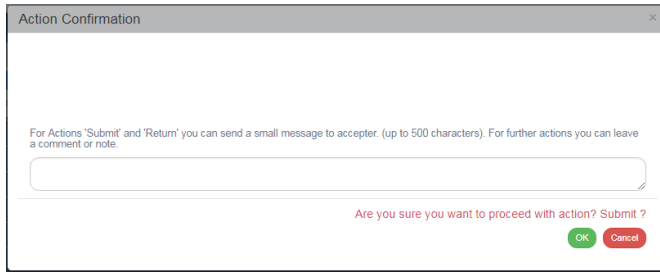 Action Confirmation
×
For Actions 'Submit' and 'Return' you can send a small message to accepter. (up to 500 characters). For further actions you can leave
a comment or note.
Are you sure you want to proceed with action? Submit ?
OK Cancel